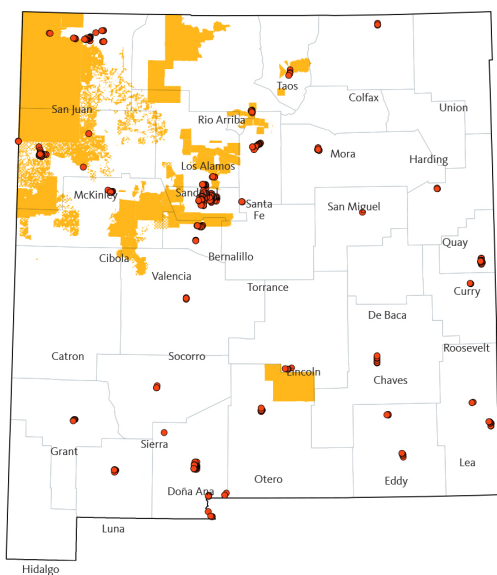 Taos
Colfax
San Juan
Union
Rio Arriba
Mora
Harding
Los Alamos
McKinley
Sandoval
Santa
Fe
San Miguel
Quay
Cibola
Bernalillo
Valencia
Torrance
Curry
De Baca
Roosevelt
Catron
Socorro
Lincoln
Chaves
Grant
Sierra
Otero
Eddy
Lea
Doña Ana
Luna
Hidalgo